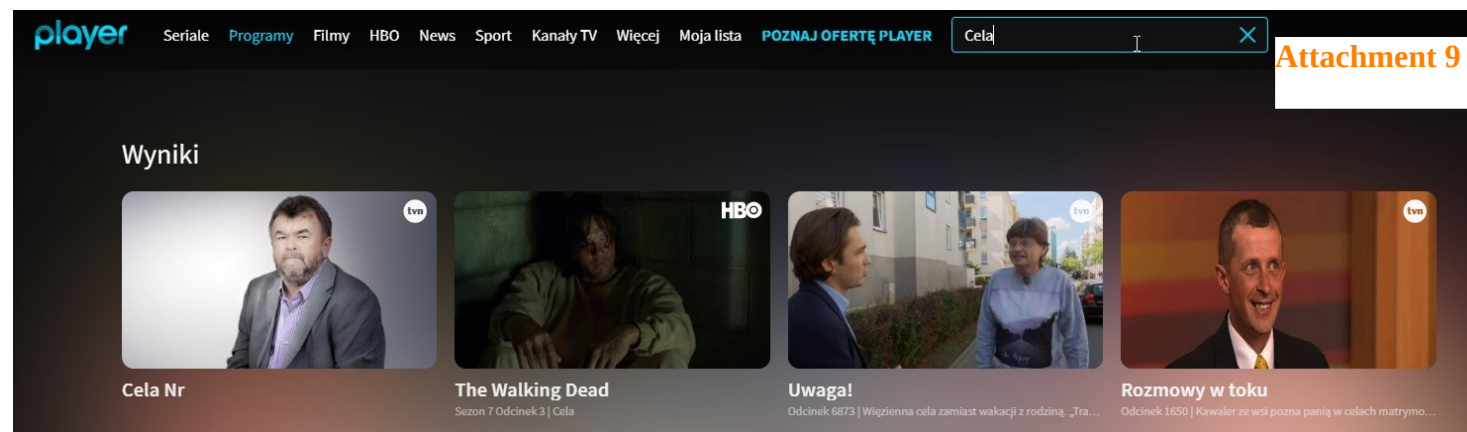 player Seriale Programy Filmy HBO News Sport Kanały TV Więcej Moja lista POZNAJ OFERTĘ PLAYER Cela
Attachment 9
Wyniki
tvn HBO tvn tvn
Cela Nr The Walking Dead Uwaga! Rozmowy w toku
Sezon 7 Odcinek 3 | Cela Odcinek 6873 | Więzienna cela zamiast wakacji z rodziną. „Tra... Odcinek 1650 | Kawaler ze wsi pozna panią w celach matrymo...